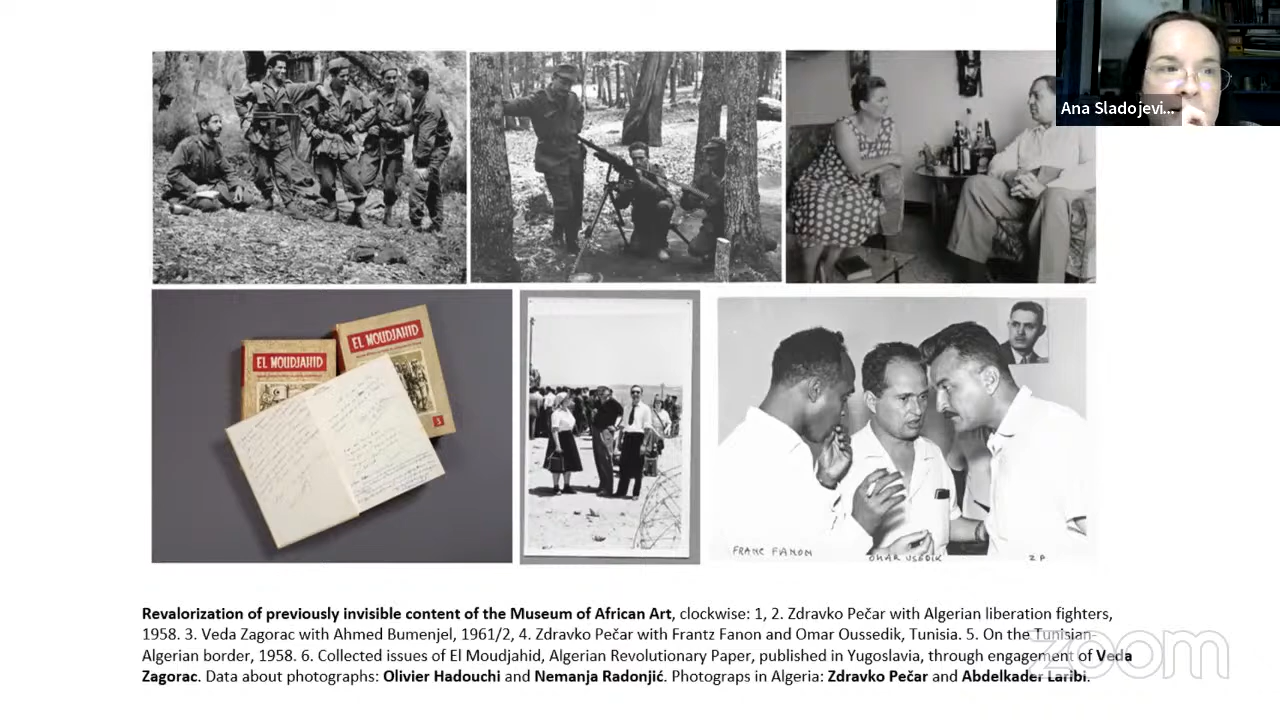 Ana Sladojevi...
EL MOUDJAHID
EL MOUDJAHID
3
FRANC FANON
OMAR USEDIK
Z P
Revalorization of previously invisible content of the Museum of African Art, clockwise: 1, 2. Zdravko Pečar with Algerian liberation fighters,
1958. 3. Veda Zagorac with Ahmed Bumenjel, 1961/2, 4. Zdravko Pečar with Frantz Fanon and Omar Oussedik, Tunisia. 5. On the Tunisian-
Algerian border, 1958. 6. Collected issues of El Moudjahid, Algerian Revolutionary Paper, published in Yugoslavia, through engagement of Veda
Zagorac. Data about photographs: Olivier Hadouchi and Nemanja Radonjić. Photograps in Algeria: Zdravko Pečar and Abdelkader Laribi.
zoom